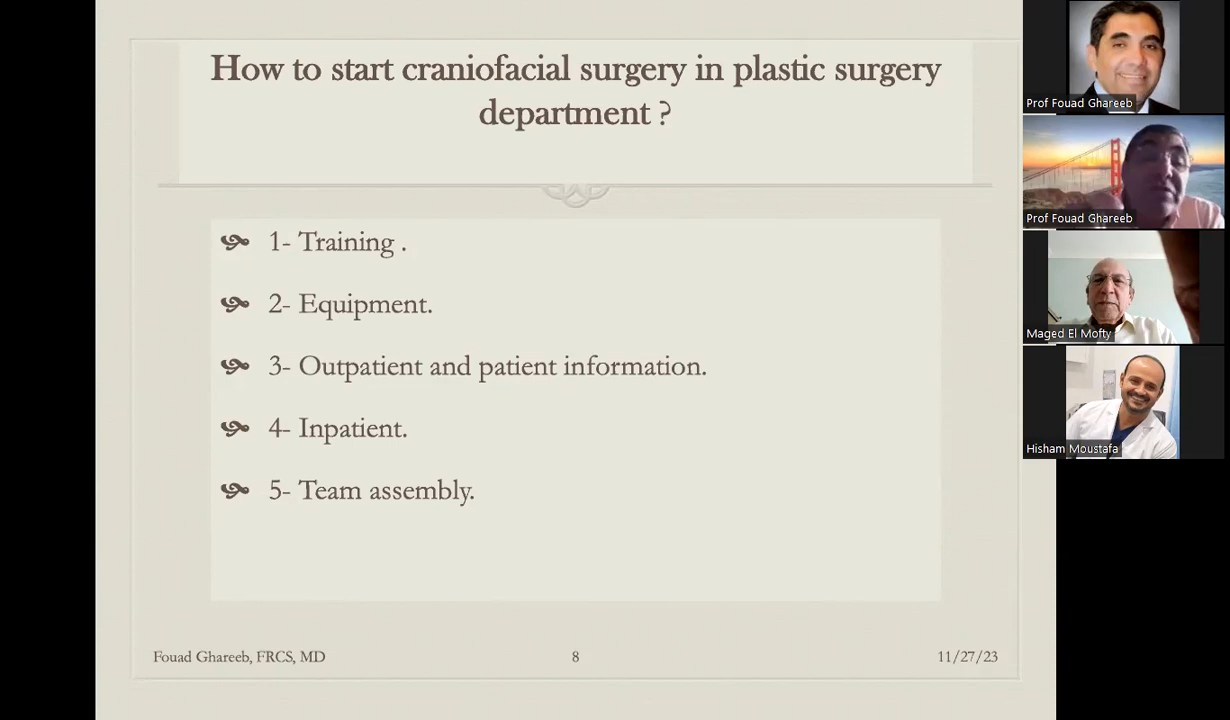 How to start craniofacial surgery in plastic surgery
department ?
1- Training .
2- Equipment.
3- Outpatient and patient information.
4- Inpatient.
5- Team assembly.
Fouad Ghareeb, FRCS, MD
8
11/27/23
Prof Fouad Ghareeb
Prof Fouad Ghareeb
Maged El Mofty
Hisham Moustafa